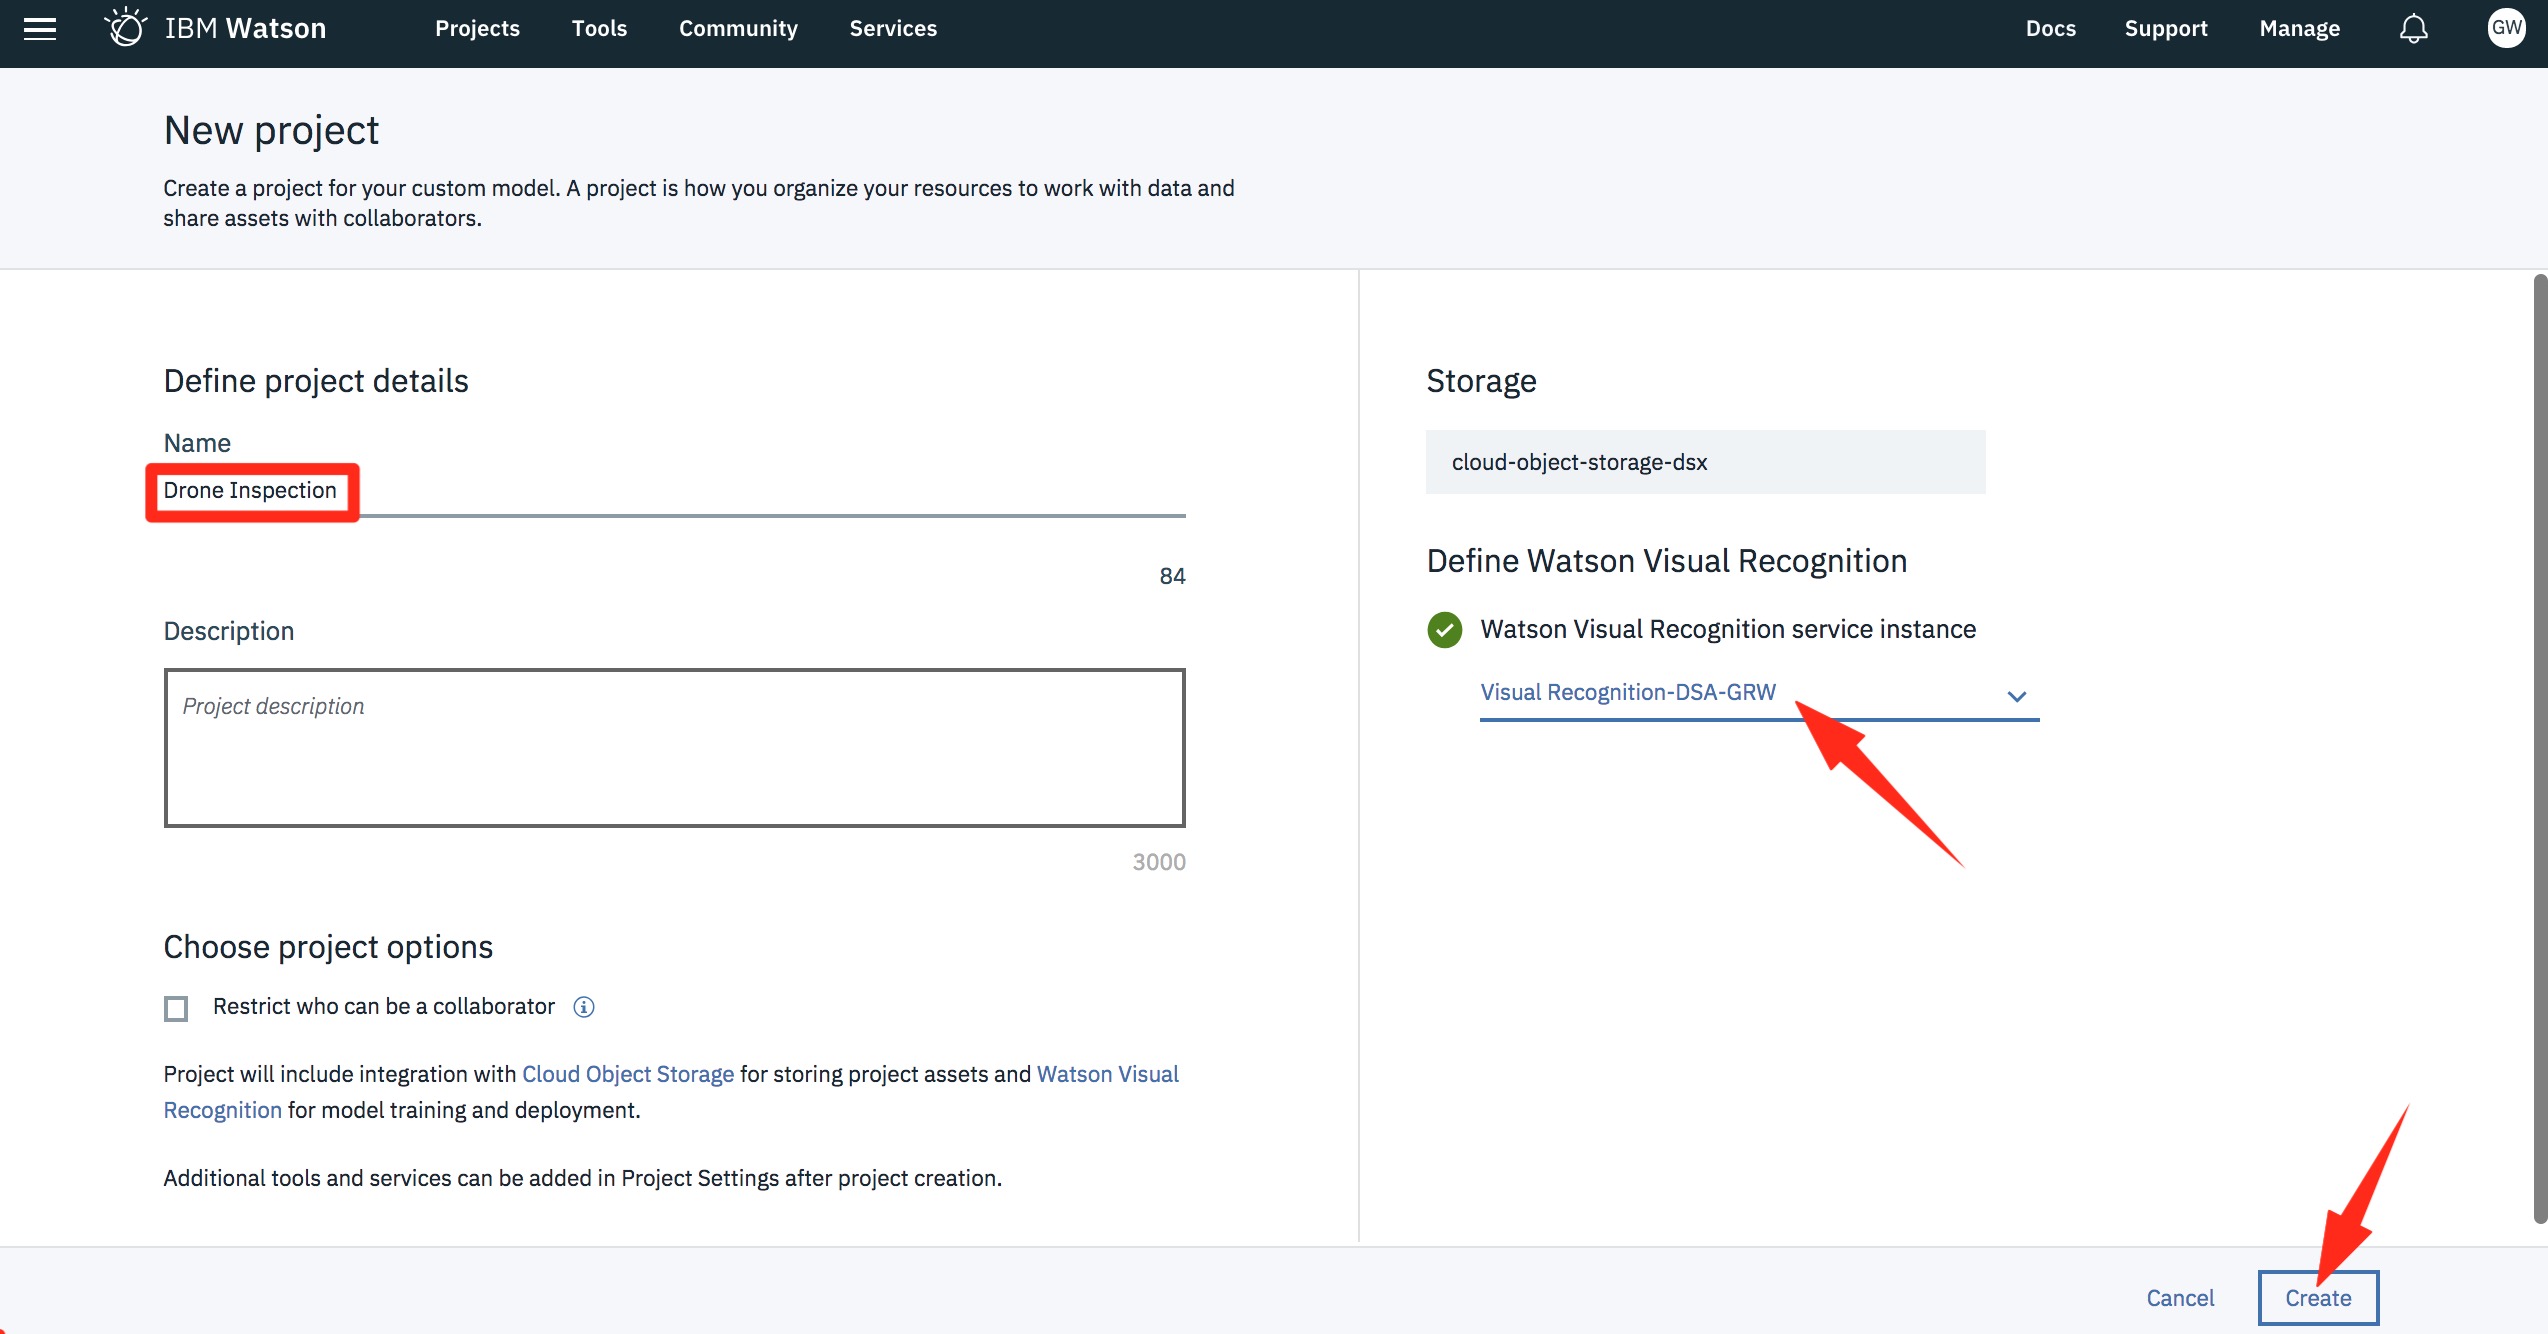 IBM Watson Projects Tools Community Services Docs Support Manage GW
New project
Create a project for your custom model. A project is how you organize your resources to work with data and
share assets with collaborators.
Define project details
Name
Drone Inspection
84
Description
Project description
3000
Choose project options
Restrict who can be a collaborator
Project will include integration with Cloud Object Storage for storing project assets and Watson Visual
Recognition for model training and deployment.
Additional tools and services can be added in Project Settings after project creation.
Storage
cloud-object-storage-dsx
Define Watson Visual Recognition
Watson Visual Recognition service instance
Visual Recognition-DSA-GRW
Cancel Create